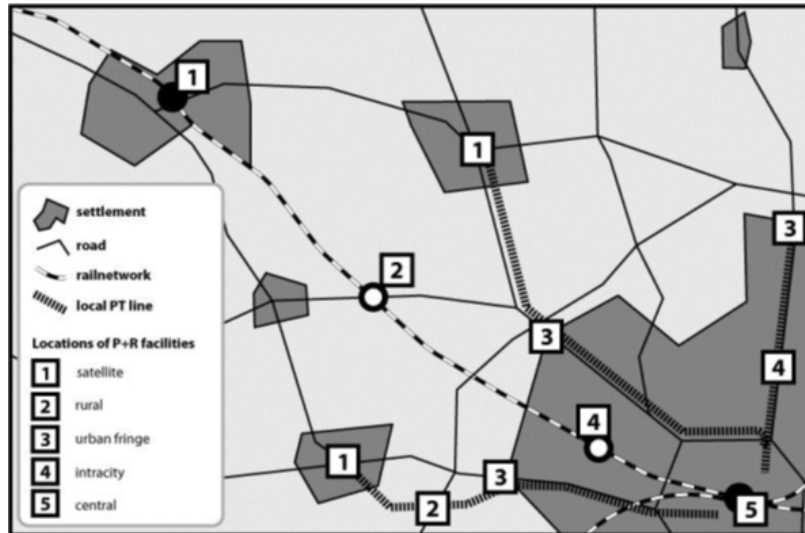 1
1
3
2
3
4
4
1
3
2
5
settlement
road
railnetwork
local PT line
Locations of P+R facilities
1 satellite
2 rural
3 urban fringe
4 intracity
5 central